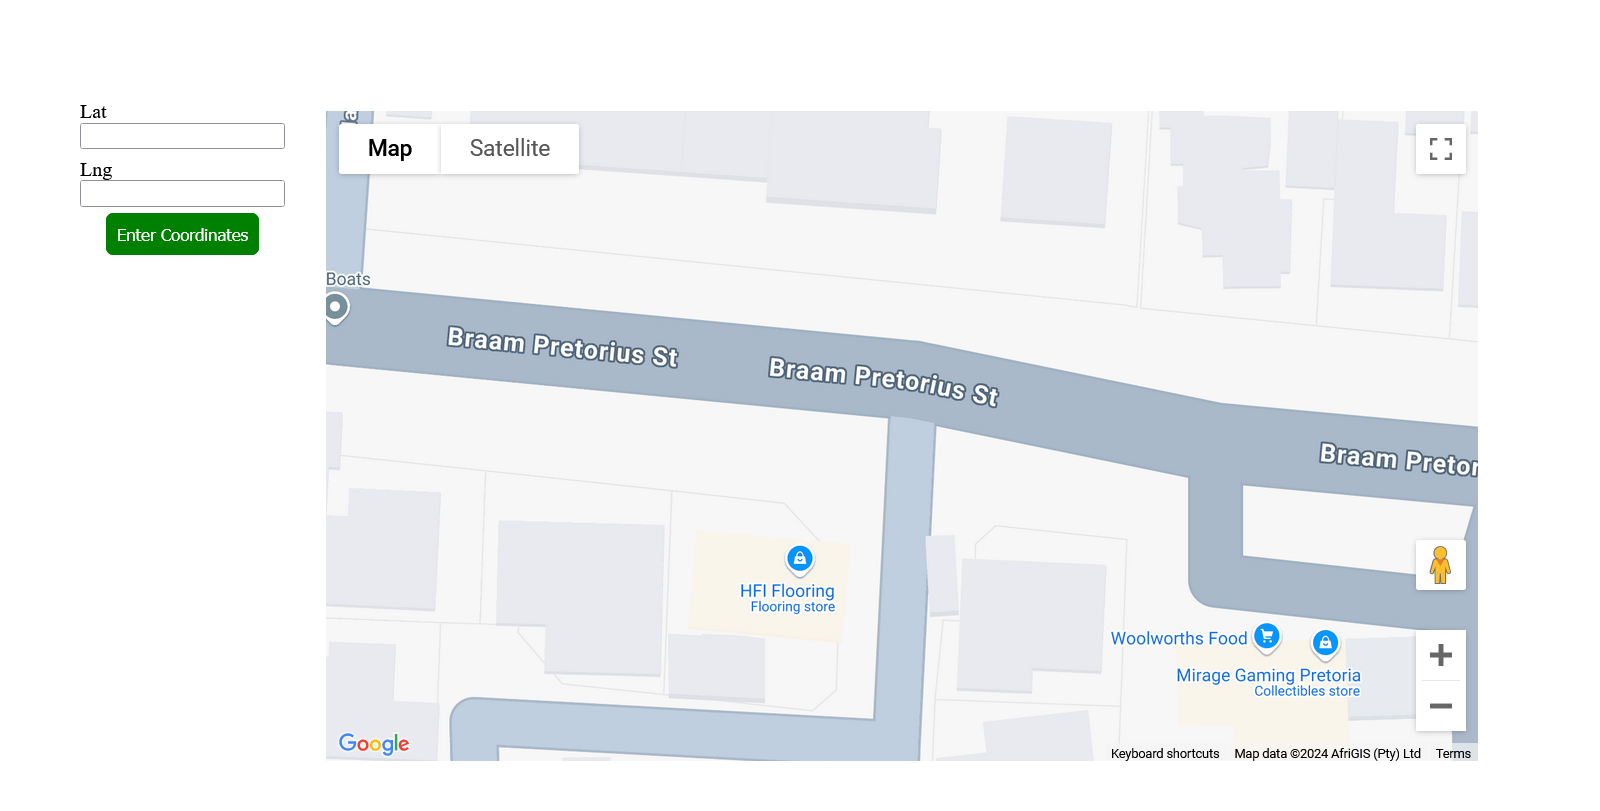 Lat
Lng
Enter Coordinates
Map
Satellite
Boats
Braam Pretorius St
Braam Pretorius St
Braam Pretor
HFI Flooring
Flooring store
Woolworths Food
Mirage Gaming Pretoria
Collectibles store
Google
Keyboard shortcuts
Map data ©2024 AfriGIS (Pty) Ltd
Terms